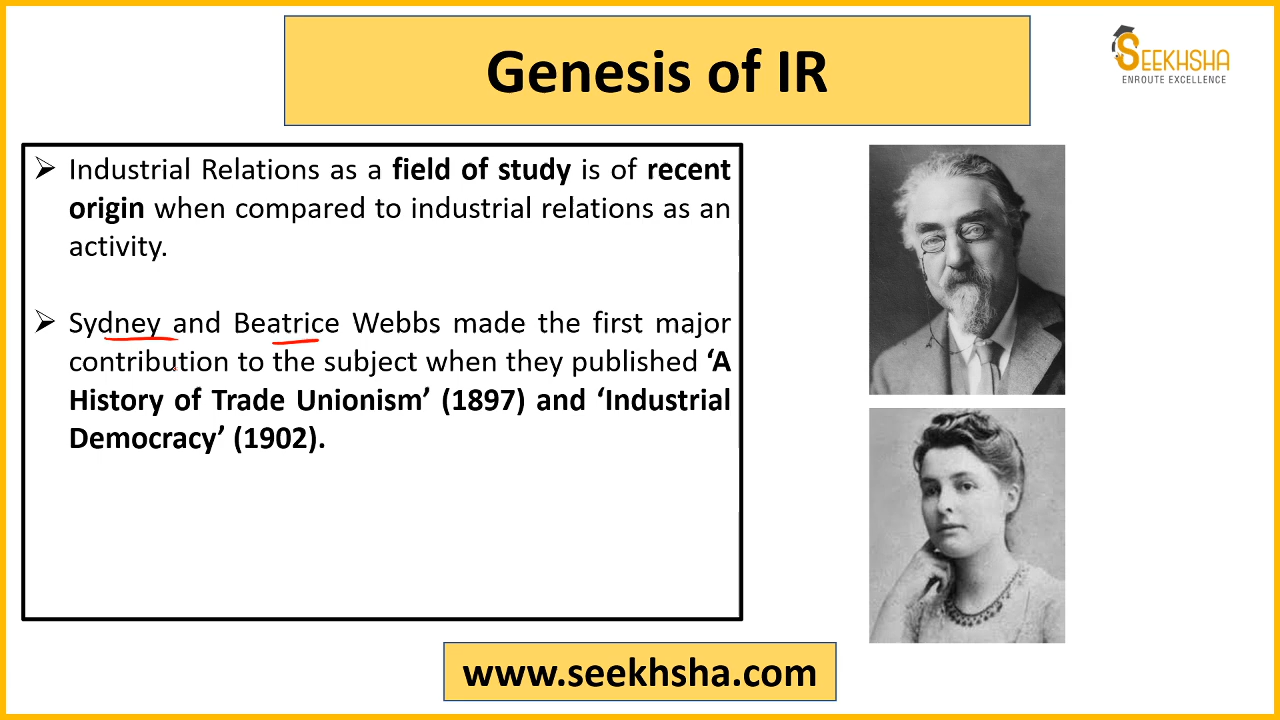 Genesis of IR
SEEKHSHA
ENROUTE EXCELLENCE
➢ Industrial Relations as a field of study is of recent
origin when compared to industrial relations as an
activity.
➢ Sydney and Beatrice Webbs made the first major
contribution to the subject when they published ‘A
History of Trade Unionism’ (1897) and ‘Industrial
Democracy’ (1902).
www.seekhsha.com